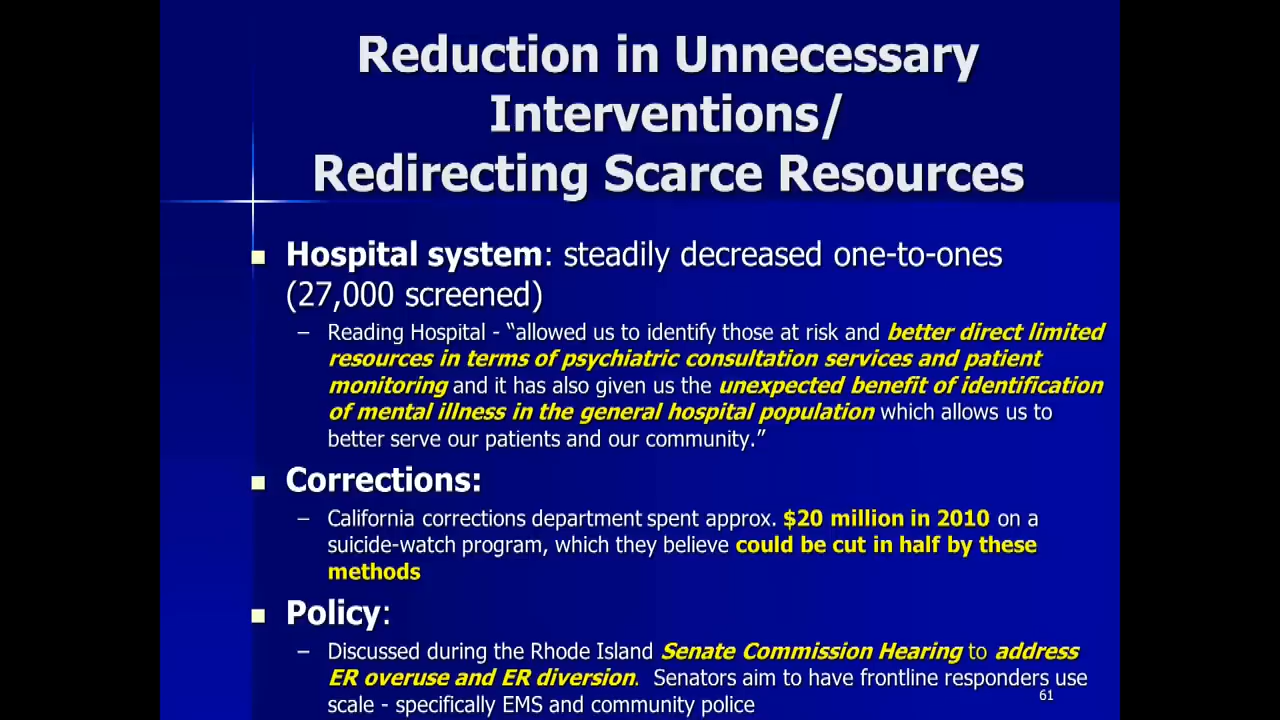 Reduction in Unnecessary
Interventions/
Redirecting Scarce Resources
Hospital system: steadily decreased one-to-ones
(27,000 screened)
– Reading Hospital - “allowed us to identify those at risk and better direct limited
resources in terms of psychiatric consultation services and patient
monitoring and it has also given us the unexpected benefit of identification
of mental illness in the general hospital population which allows us to
better serve our patients and our community.”
Corrections:
– California corrections department spent approx. $20 million in 2010 on a
suicide-watch program, which they believe could be cut in half by these
methods
Policy:
– Discussed during the Rhode Island Senate Commission Hearing to address
ER overuse and ER diversion. Senators aim to have frontline responders use
scale - specifically EMS and community police
61